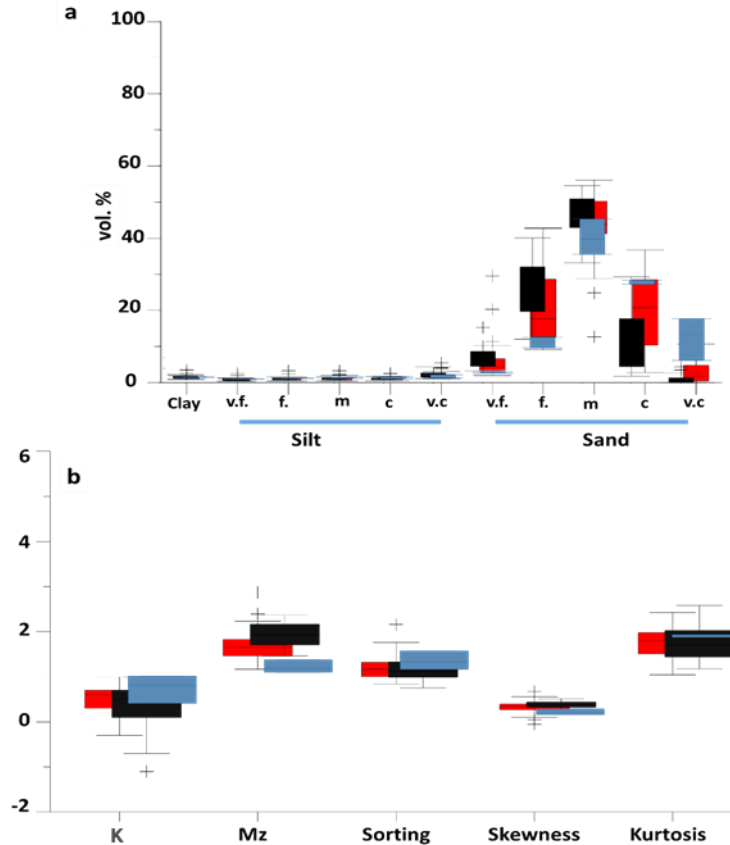 a
100
80
60
40
20
0
vol. %
Clay v.f. f. m c v.c v.f. f. m c v.c
Silt Sand
b
6
4
2
0
-2
K Mz Sorting Skewness Kurtosis